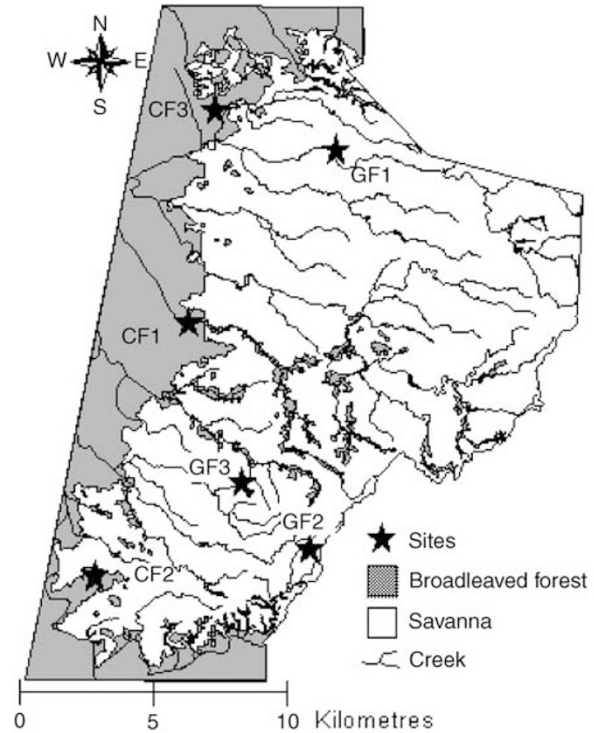 N
W E
S
CF3
GF1
CF1
GF3
GF2
CF2
Sites
Broadleaved forest
Savanna
Creek
0 5 10 Kilometres